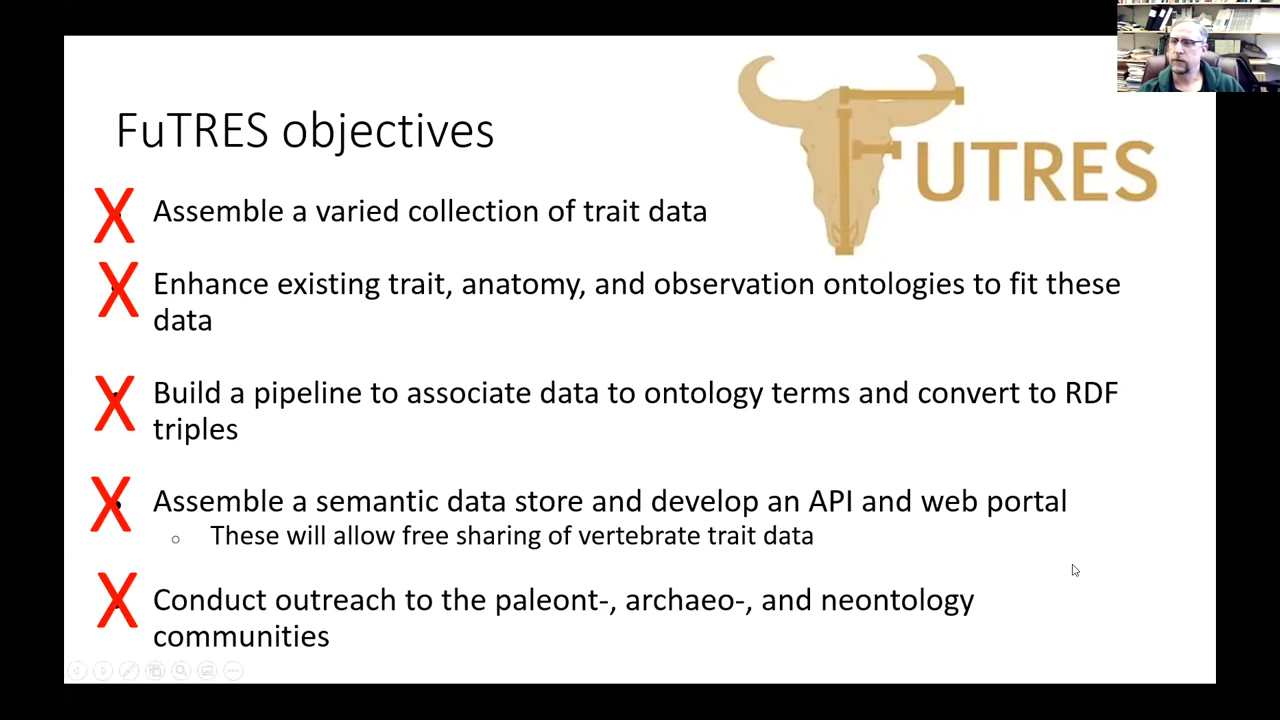 FuTRES objectives
FUTRES
X Assemble a varied collection of trait data
X Enhance existing trait, anatomy, and observation ontologies to fit these
data
X Build a pipeline to associate data to ontology terms and convert to RDF
triples
X Assemble a semantic data store and develop an API and web portal
○ These will allow free sharing of vertebrate trait data
X Conduct outreach to the paleont-, archaeo-, and neontology
communities